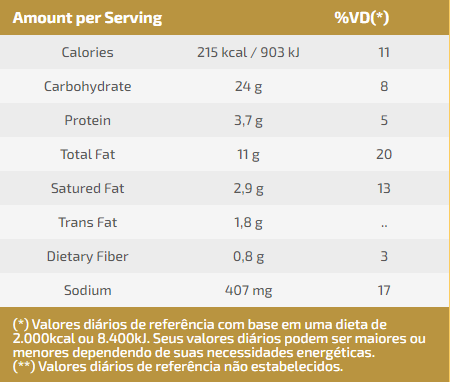 Amount per Serving %VD(*)
Calories 215 kcal / 903 kJ 11
Carbohydrate 24 g 8
Protein 3,7 g 5
Total Fat 11 g 20
Satured Fat 2,9 g 13
Trans Fat 1,8 g ..
Dietary Fiber 0,8 g 3
Sodium 407 mg 17
(*) Valores diários de referência com base em uma dieta de
2.000kcal ou 8.400kJ. Seus valores diários podem ser maiores ou
menores dependendo de suas necessidades energéticas.
(**) Valores diários de referência não estabelecidos.